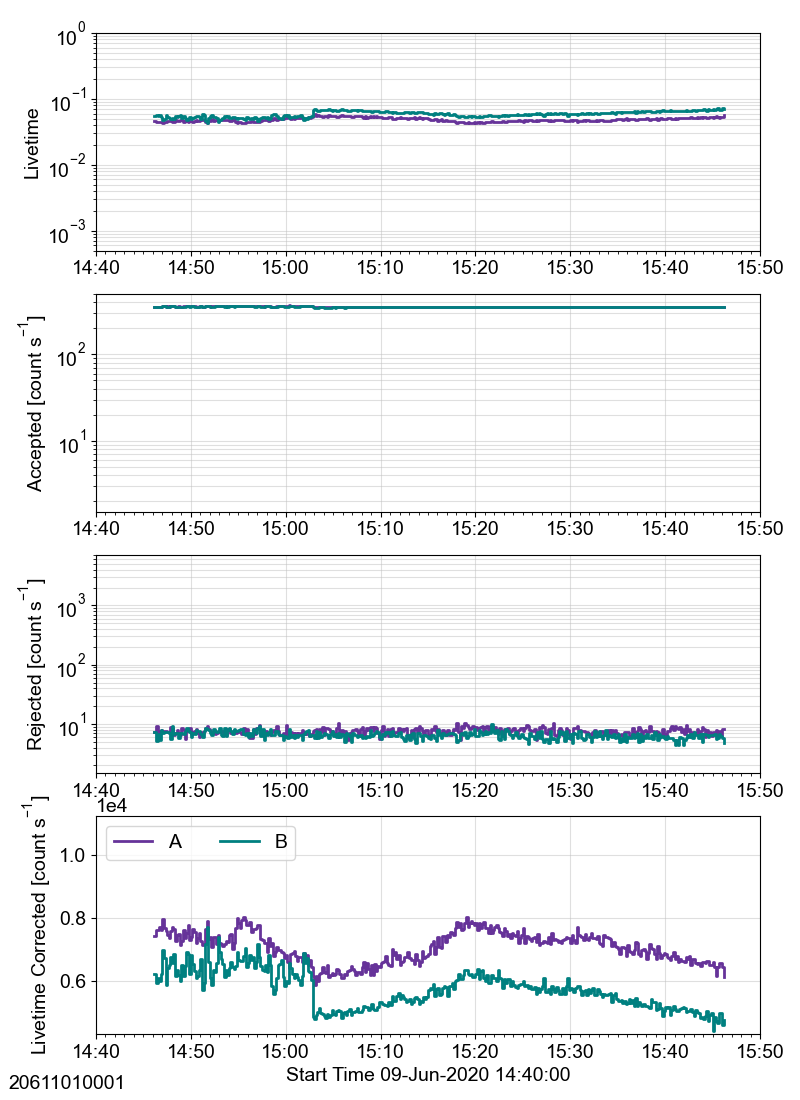 10^0
10^-1
10^-2
10^-3
Livetime
14:40 14:50 15:00 15:10 15:20 15:30 15:40 15:50
10^2
10^1
Accepted [count s^-1]
14:40 14:50 15:00 15:10 15:20 15:30 15:40 15:50
10^3
10^2
10^1
Rejected [count s^-1]
14:40 14:50 15:00 15:10 15:20 15:30 15:40 15:50
1e4
A B
1.0
0.8
0.6
Livetime Corrected [count s^-1]
14:40 14:50 15:00 15:10 15:20 15:30 15:40 15:50
Start Time 09-Jun-2020 14:40:00
20611010001